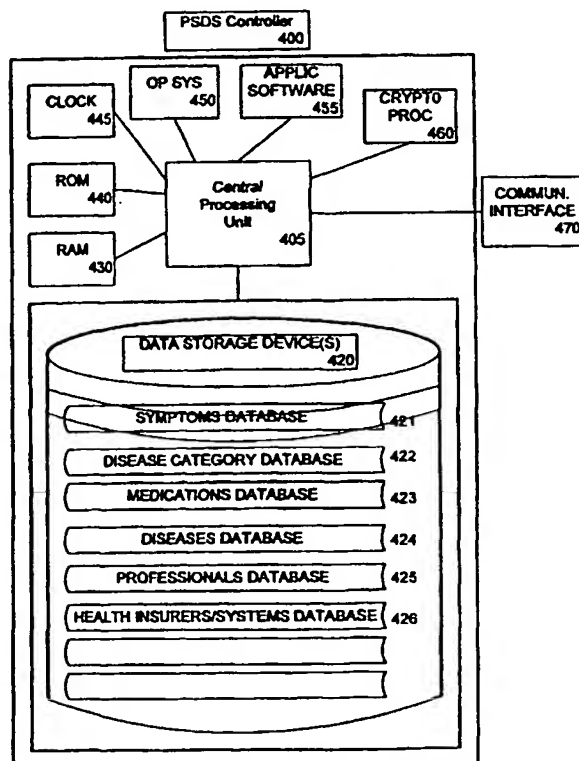 PSDS Controller
400
CLOCK
445
OP SYS
450
APPLIC
SOFTWARE
455
CRYPT0
PROC
460
ROM
440
Central
Processing
Unit
405
COMMUN.
INTERFACE
470
RAM
430
DATA STORAGE DEVICE(S)
420
SYMPTOMS DATABASE 421
DISEASE CATEGORY DATABASE 422
MEDICATIONS DATABASE 423
DISEASES DATABASE 424
PROFESSIONALS DATABASE 425
HEALTH INSURERS/SYSTEMS DATABASE 426